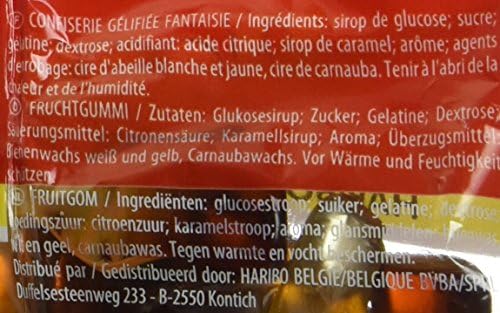 CONFISERIE GÉLIFIÉE FANTAISIE / Ingrédients: sirop de glucose; sucre;
gélatine; dextrose; acidifiant: acide citrique; sirop de caramel; arôme; agents
d'enrobage: cire d'abeille blanche et jaune, cire de carnauba. Tenir à l'abri de la
chaleur et de l'humidité.
FRUCHTGUMMI / Zutaten: Glukosesirup; Zucker; Gelatine; Dextrose;
Säuerungsmittel: Citronensäure; Karamellsirup; Aroma; Überzugsmittel:
Bienenwachs weiß und gelb, Carnaubawachs. Vor Wärme und Feuchtigkeit
schützen.
FRUITGOM / Ingrediënten: glucosestroop; suiker; gelatine; dextrose
voedingszuur: citroenzuur; karamelstroop; aroma; glansmiddelen:
wit en geel, carnaubawas. Tegen warmte en vocht beschermen.
Distribué par / Gedistribueerd door: HARIBO BELGIE/BELGIQUE BVBA/SPRL
Duffelsesteenweg 233 - B-2550 Kontich